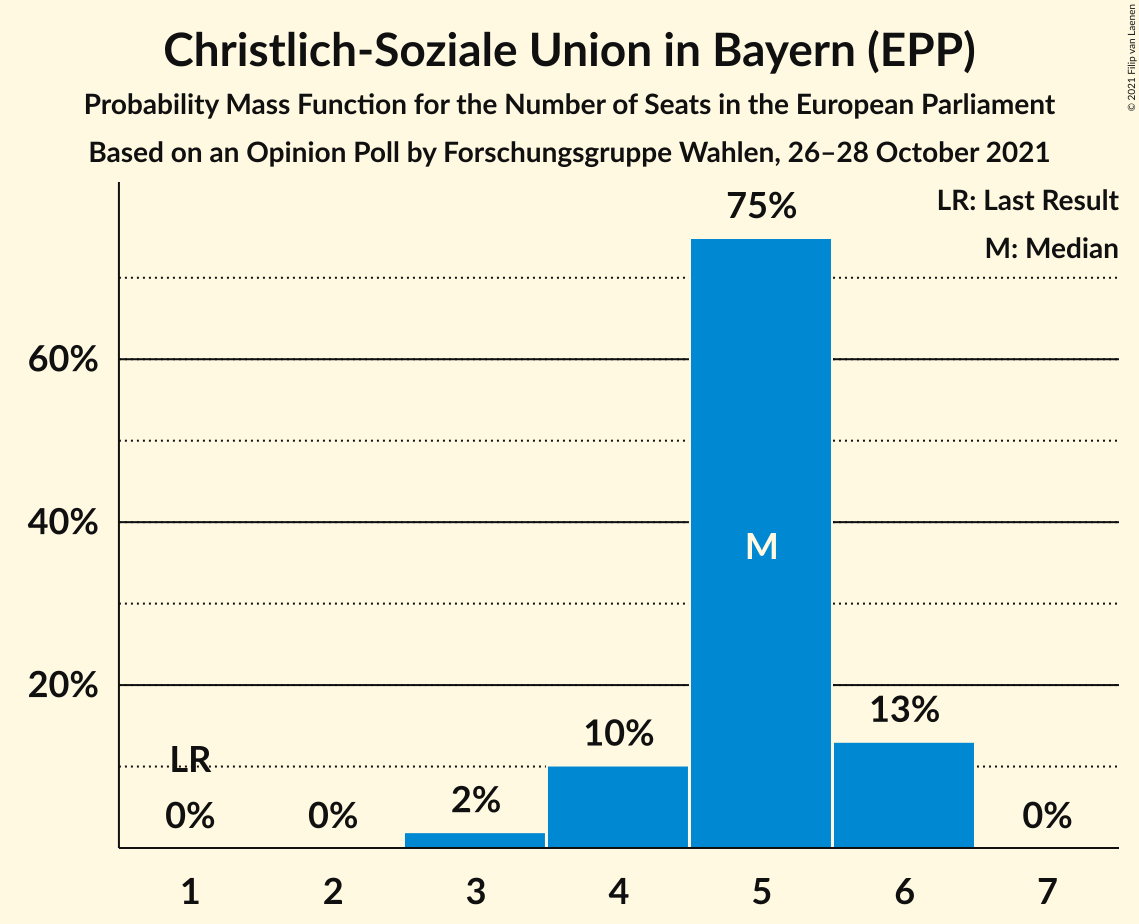 Christlich-Soziale Union in Bayern (EPP)
Probability Mass Function for the Number of Seats in the European Parliament
Based on an Opinion Poll by Forschungsgruppe Wahlen, 26–28 October 2021
© 2021 Filip van Laenen
LR: Last Result
M: Median
75%
60%
40%
M
20%
13%
10%
LR
2%
0%
0%
0%
1 2 3 4 5 6 7